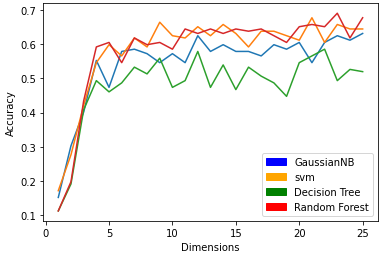 0.7
0.6
0.5
0.4
0.3
0.2
0.1
Accuracy
GaussianNB
svm
Decision Tree
Random Forest
0 5 10 15 20 25
Dimensions